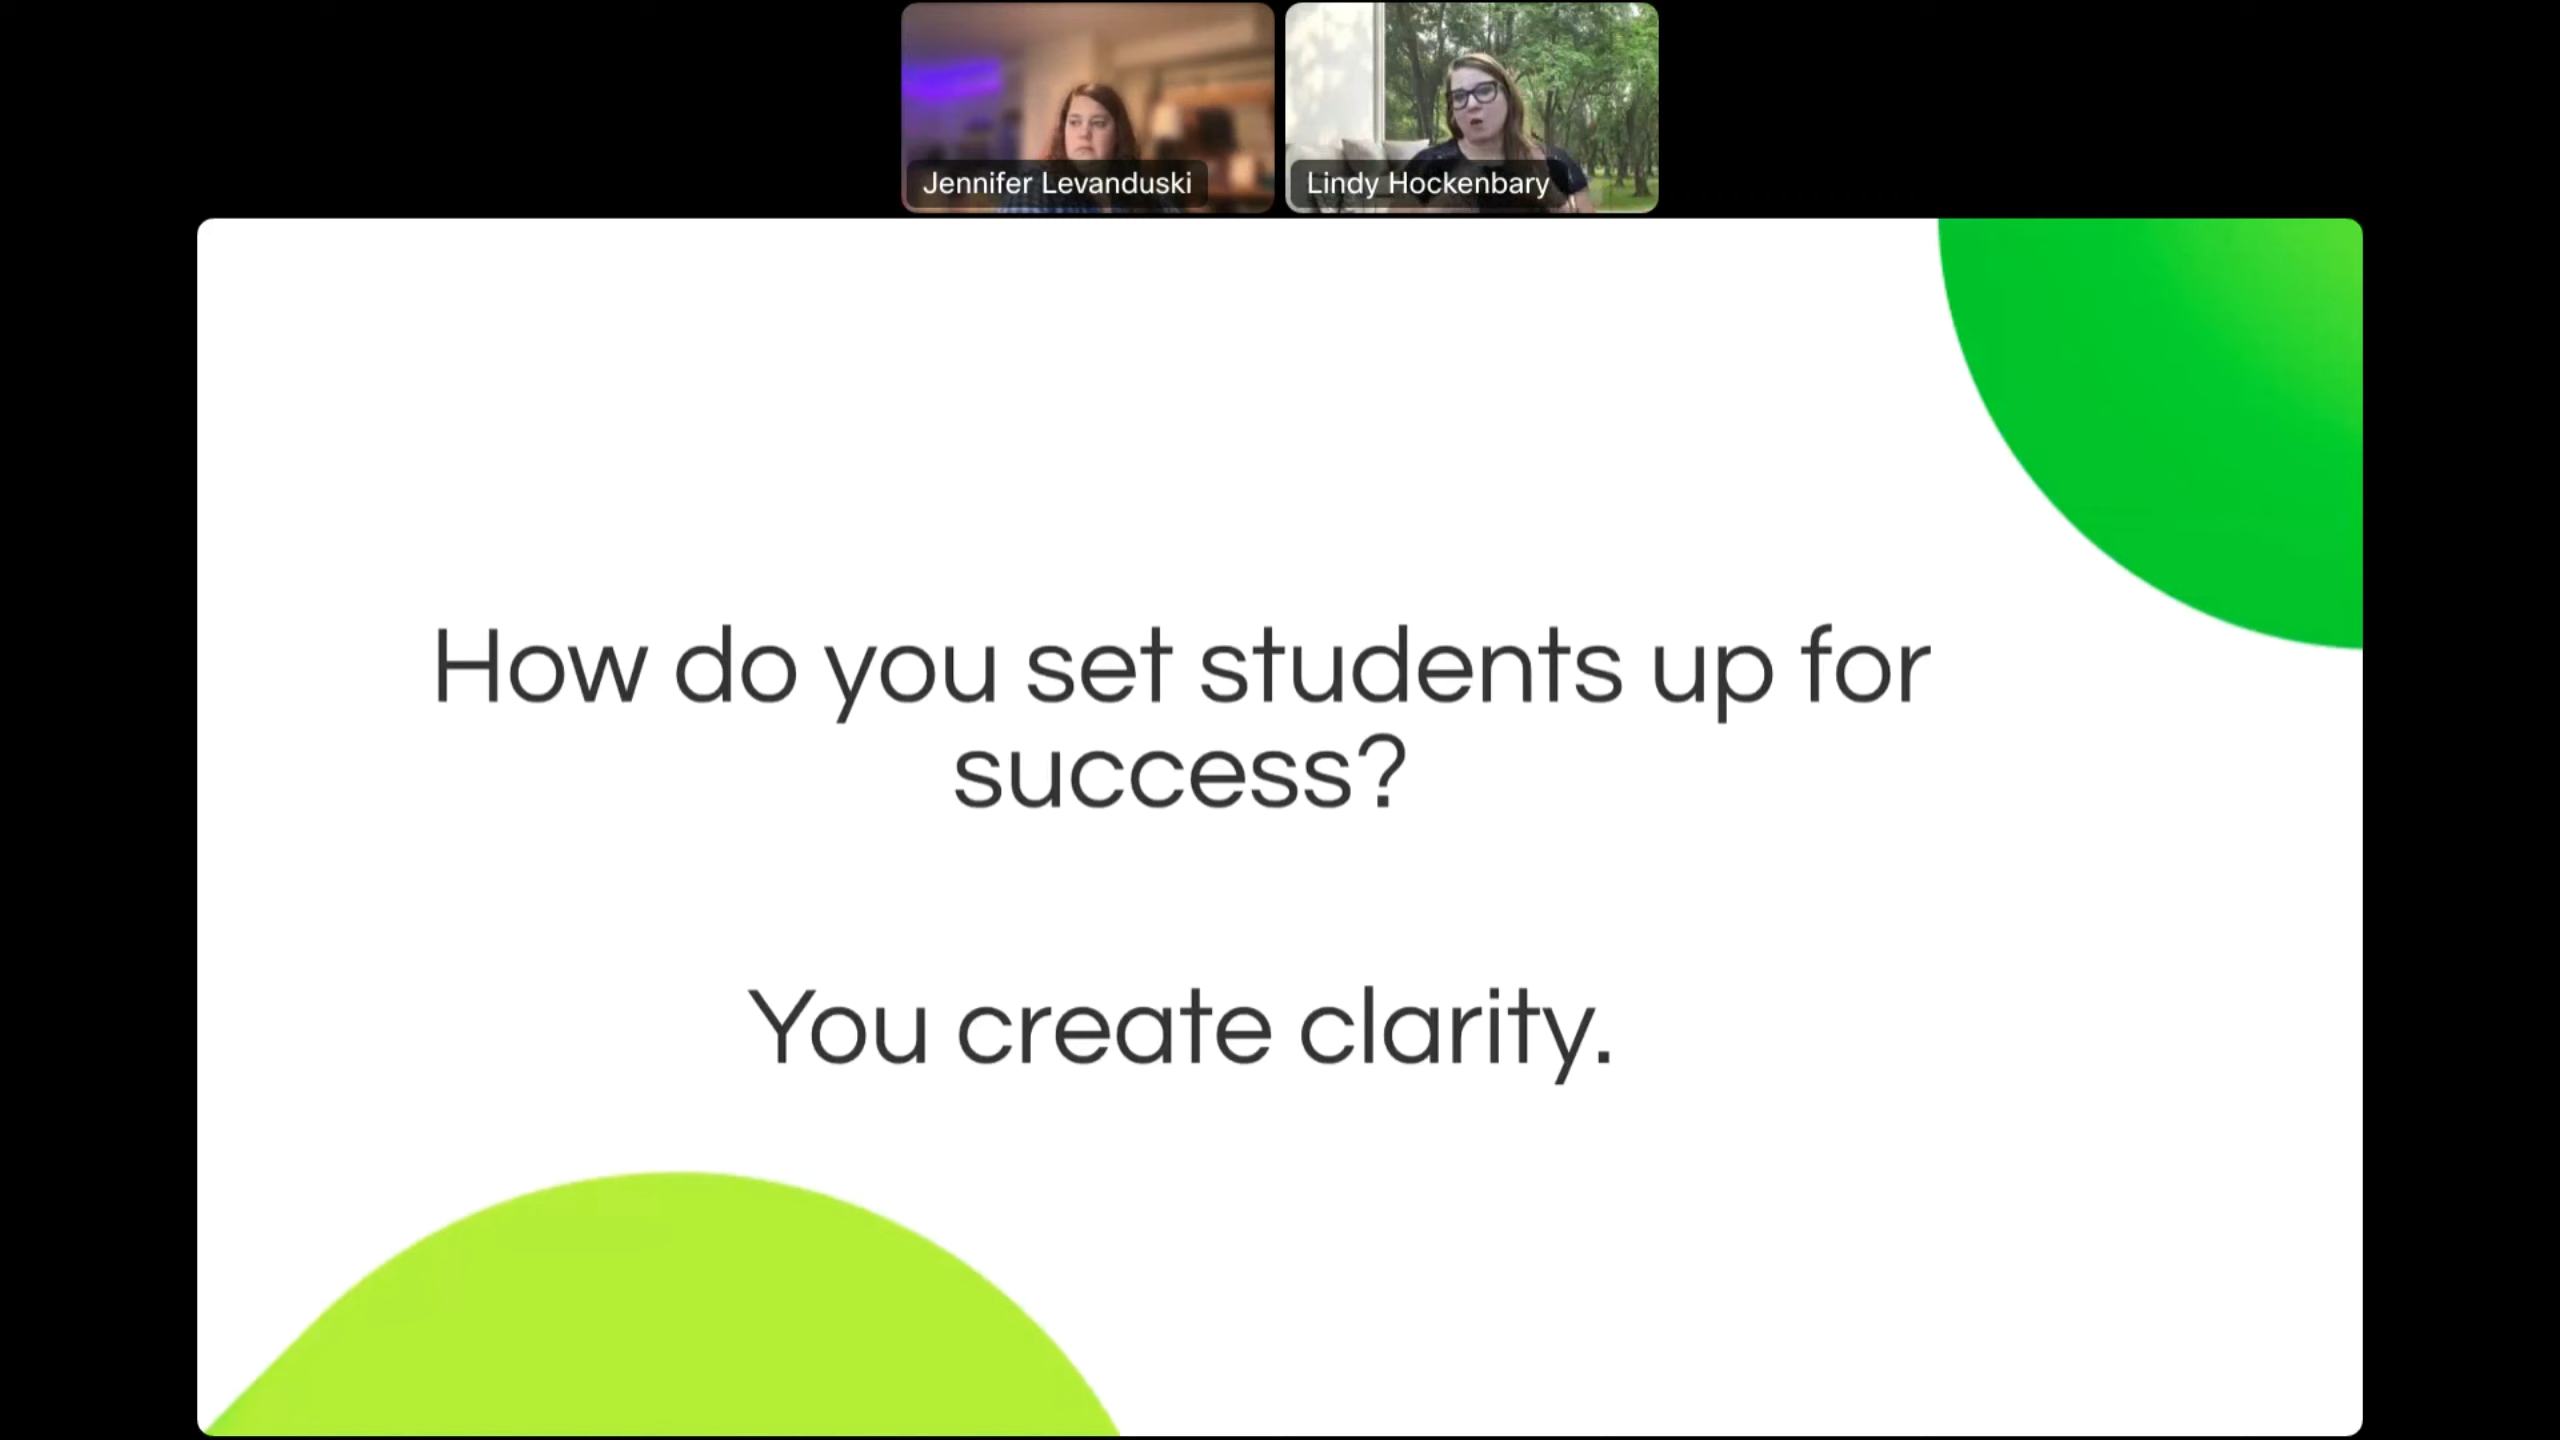 Jennifer Levanduski
Lindy Hockenbary
How do you set students up for
success?
You create clarity.